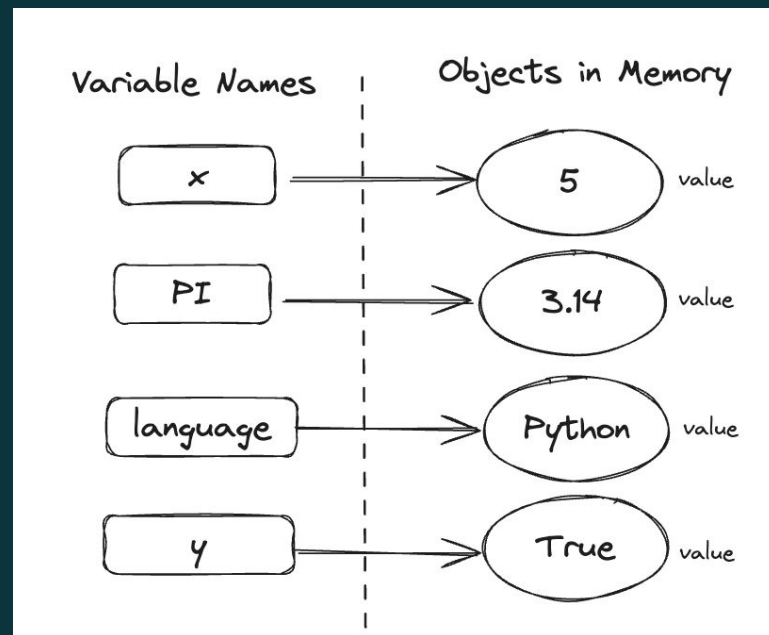 Variable Names
Objects in Memory
x
5
value
PI
3.14
value
language
Python
value
y
True
value